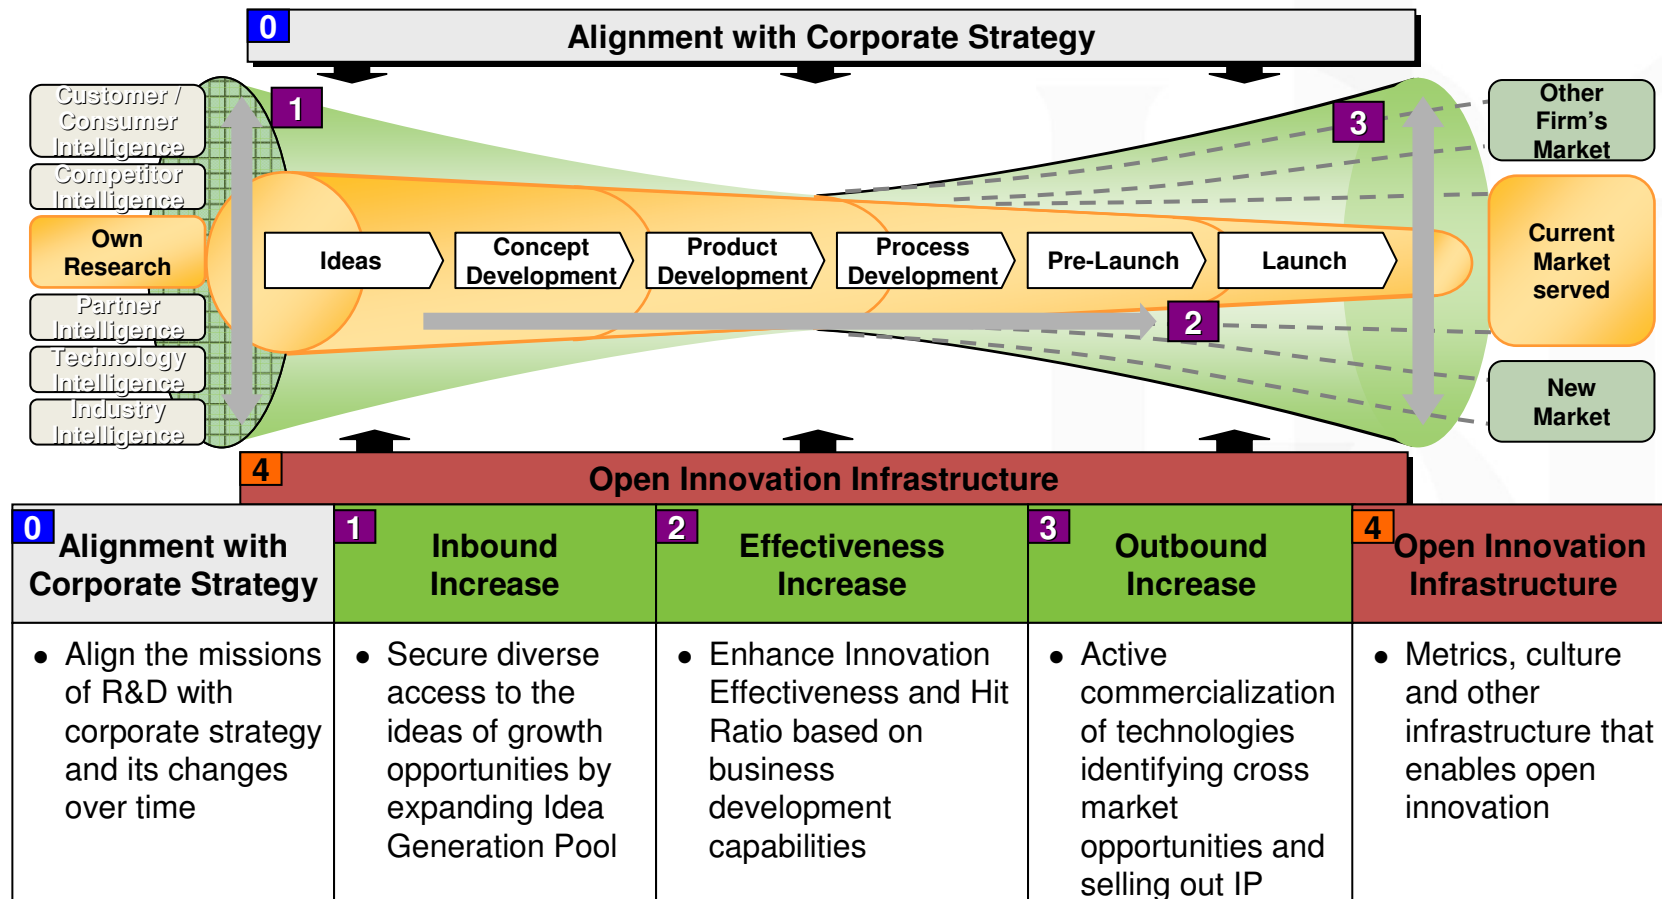 0
Alignment with Corporate Strategy
Customer /
Consumer
Intelligence
Competitor
Intelligence
Own
Research
Partner
Intelligence
Technology
Intelligence
Industry
Intelligence
1
Ideas
Concept
Development
Product
Development
Process
Development
Pre-Launch
Launch
2
3
Other
Firm's
Market
Current
Market
served
New
Market
4
Open Innovation Infrastructure
0
Alignment with
Corporate Strategy
1
Inbound
Increase
2
Effectiveness
Increase
3
Outbound
Increase
4
Open Innovation
Infrastructure
• Align the missions
of R&D with
corporate strategy
and its changes
over time
• Secure diverse
access to the
ideas of growth
opportunities by
expanding Idea
Generation Pool
• Enhance Innovation
Effectiveness and Hit
Ratio based on
business
development
capabilities
• Active
commercialization
of technologies
identifying cross
market
opportunities and
selling out IP
• Metrics, culture
and other
infrastructure that
enables open
innovation